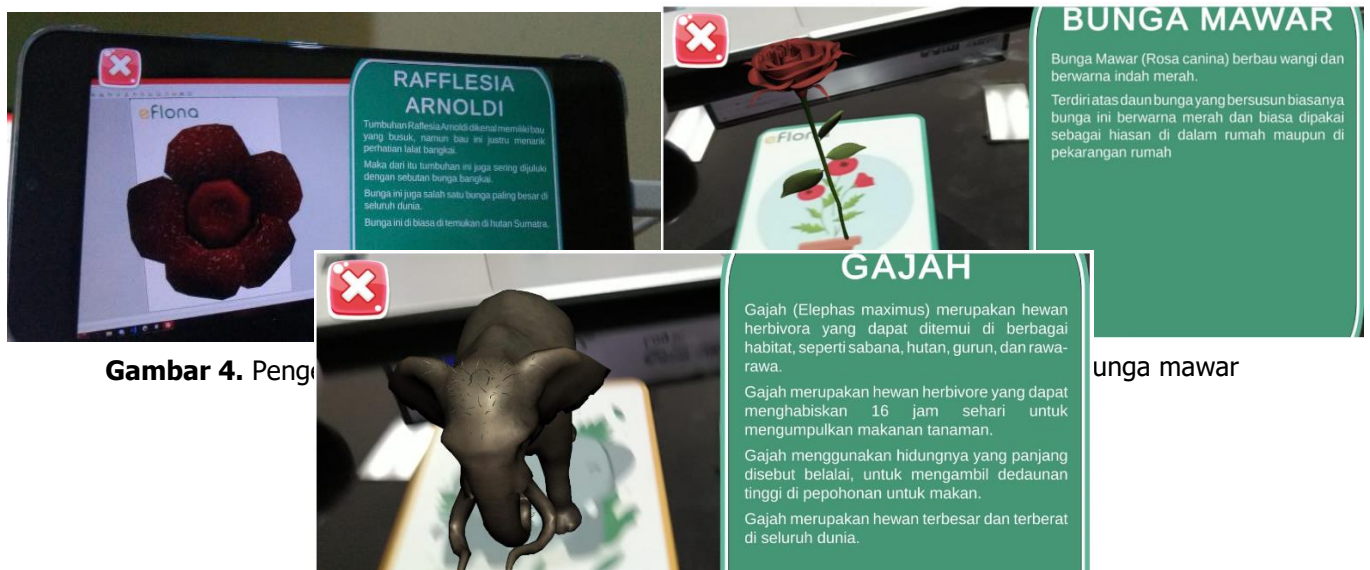 eFlona
RAFFLESIA
ARNOLDI
Tumbuhan Raflesia Arnoldi dikenal memiliki bau
yang busuk, namun bau ini justru menarik
perhatian lalat bangkai.
Maka dari itu tumbuhan ini juga sering dijuluki
dengan sebutan bunga bangkai.
Bunga ini juga salah satu bunga paling besar di
seluruh dunia.
Bunga ini di biasa di temukan di hutan Sumatra.
eFlona
BUNGA MAWAR
Bunga Mawar (Rosa canina) berbau wangi dan
berwarna indah merah.
Terdiri atas daun bunga yang bersusun biasanya
bunga ini berwarna merah dan biasa dipakai
sebagai hiasan di dalam rumah maupun di
pekarangan rumah
GAJAH
Gajah (Elephas maximus) merupakan hewan
herbivora yang dapat ditemui di berbagai
habitat, seperti sabana, hutan, gurun, dan rawa-
rawa.
Gajah merupakan hewan herbivore yang dapat
menghabiskan 16 jam sehari untuk
mengumpulkan makanan tanaman.
Gajah menggunakan hidungnya yang panjang
disebut belalai, untuk mengambil dedaunan
tinggi di pepohonan untuk makan.
Gajah merupakan hewan terbesar dan terberat
di seluruh dunia.
Gambar 4. Penge
unga mawar